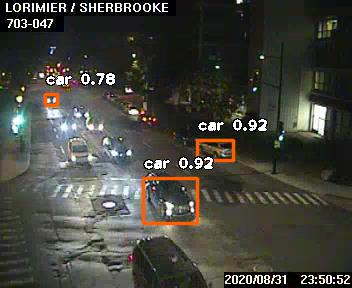 LORIMIER / SHERBROOKE
703-047
car 0.78
car 0.92
car 0.92
2020/08/31 23:50:52